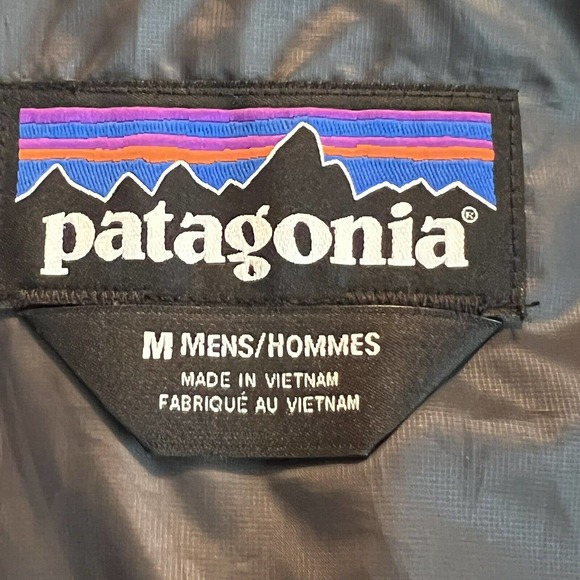 patagonia®
M MENS/HOMMES
MADE IN VIETNAM
FABRIQUÉ AU VIETNAM